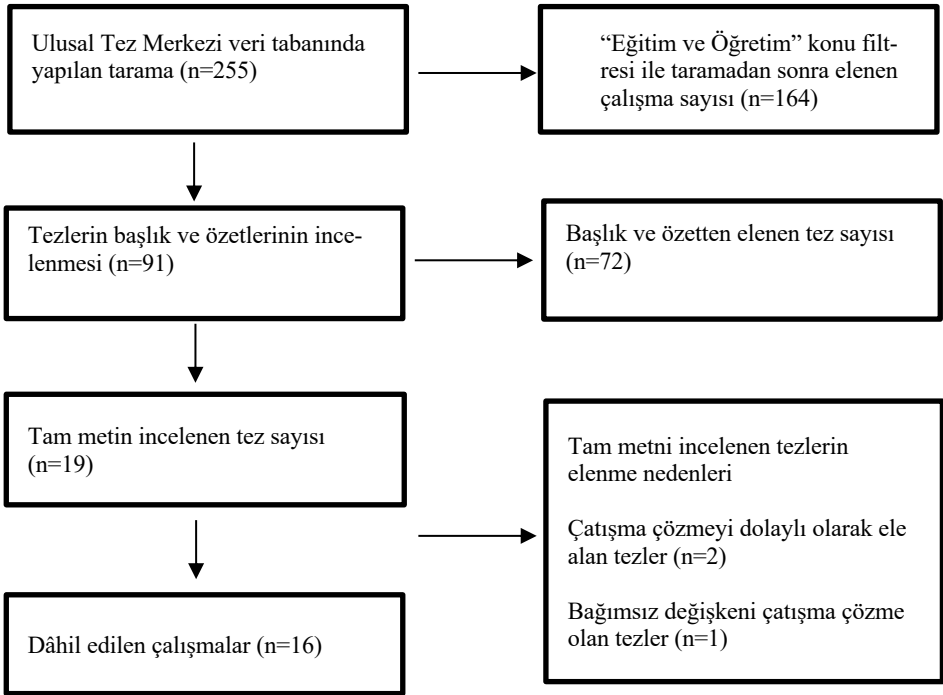 Ulusal Tez Merkezi veri tabanında
yapılan tarama (n=255)
“Eğitim ve Öğretim” konu filt-
resi ile taramadan sonra elenen
çalışma sayısı (n=164)
Tezlerin başlık ve özetlerinin ince-
lenmesi (n=91)
Başlık ve özetten elenen tez sayısı
(n=72)
Tam metin incelenen tez sayısı
(n=19)
Tam metni incelenen tezlerin
elenme nedenleri
Çatışma çözmeyi dolaylı olarak ele
alan tezler (n=2)
Bağımsız değişkeni çatışma çözme
olan tezler (n=1)
Dâhil edilen çalışmalar (n=16)